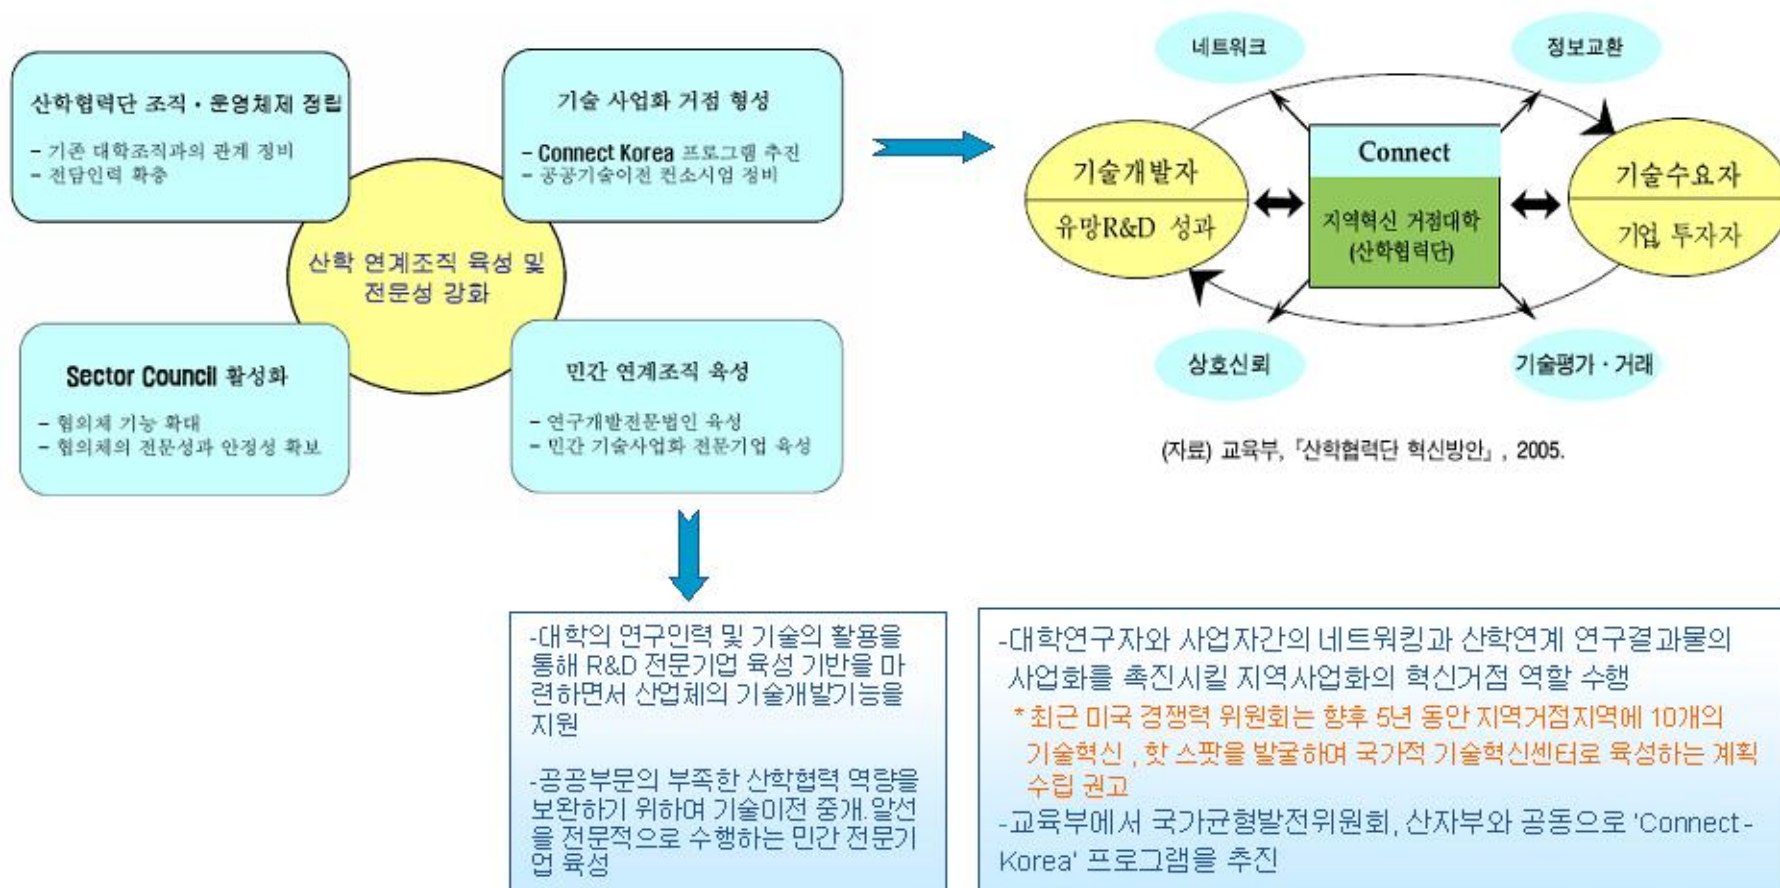 산학협력단 조직·운영체제 정립
- 기존 대학조직과의 관계 정비
- 전담인력 확충
기술 사업화 거점 형성
- Connect Korea 프로그램 추진
- 공공기술이전 컨소시엄 정비
산학 연계조직 육성 및
전문성 강화
Sector Council 활성화
- 협의체 기능 확대
- 협의체의 전문성과 안정성 확보
민간 연계조직 육성
- 연구개발전문법인 육성
- 민간 기술사업화 전문기업 육성
네트워크
정보교환
기술개발자
유망R&D 성과
Connect
지역혁신 거점대학
(산학협력단)
기술수요자
기업, 투자자
상호신뢰
기술평가·거래
(자료) 교육부, 『산학협력단 혁신방안』, 2005.
-대학의 연구인력 및 기술의 활용을
통해 R&D 전문기업 육성 기반을 마
련하면서 산업체의 기술개발기능을
지원
-공공부문의 부족한 산학협력 역량을
보완하기 위하여 기술이전 중개.알선
을 전문적으로 수행하는 민간 전문기
업 육성
-대학연구자와 사업자간의 네트워킹과 산학연계 연구결과물의
사업화를 촉진시킬 지역사업화의 혁신거점 역할 수행
* 최근 미국 경쟁력 위원회는 향후 5년 동안 지역거점지역에 10개의
기술혁신 , 핫 스팟을 발굴하여 국가적 기술혁신센터로 육성하는 계획
수립 권고
-교육부에서 국가균형발전위원회, 산자부와 공동으로 'Connect-
Korea' 프로그램을 추진